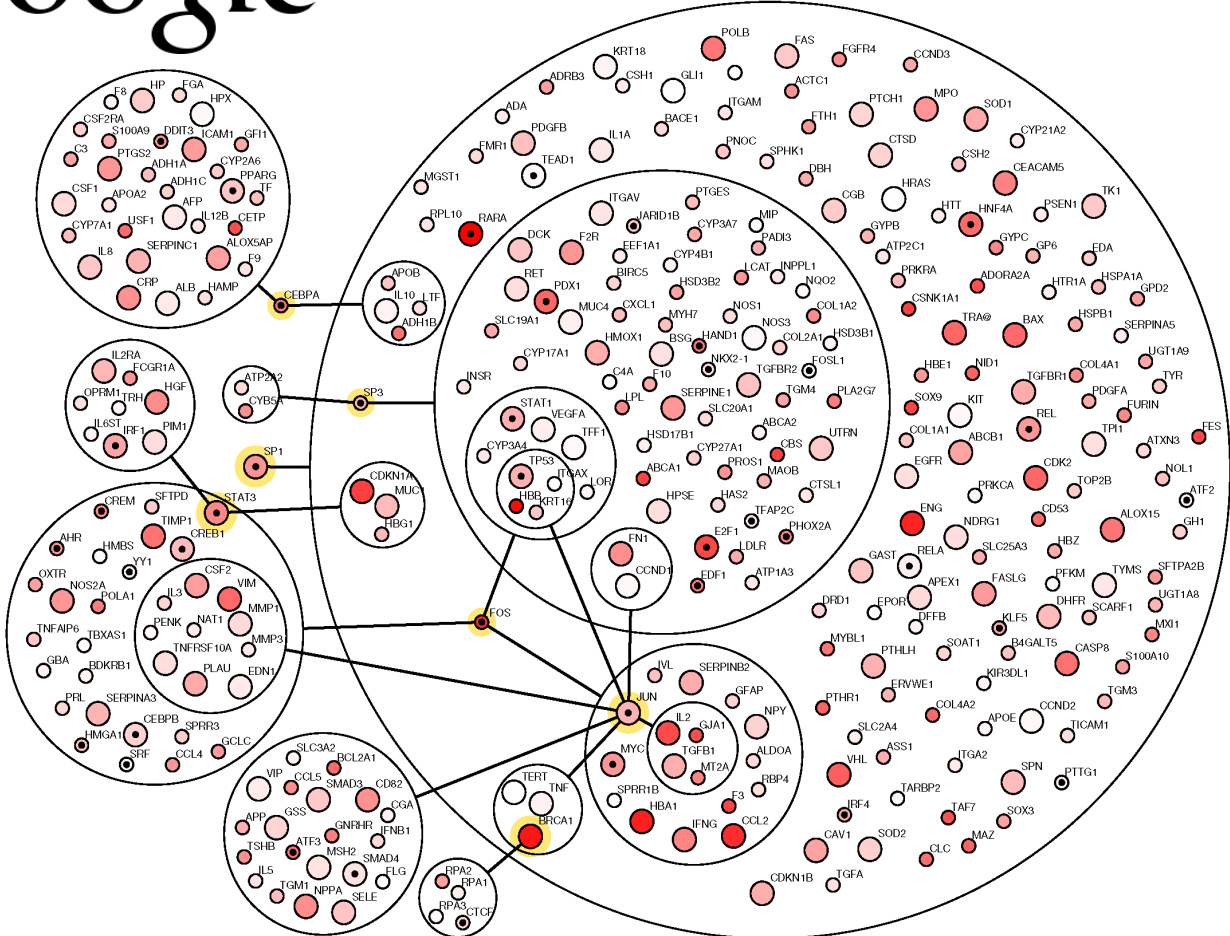 oogle
F8
HP
FGA
HPX
CSF2RA
S100A9
DDIT3
ICAM1
GFI1
C3
PTGS2
ADH1A
CYP2A6
PPARG
CSF1
APOA2
ADH1C
TF
AFP
IL12B
CETP
CYP7A1
USF1
IL8
SERPINC1
ALOX5AP
F9
CRP
ALB
HAMP
CEBPA
APOB
IL10
LTF
ADH1B
IL2RA
FCGR1A
OPRM1
TRH
HGF
IL6ST
IRF1
PIM1
ATP2A2
CYB5A
SP3
SP1
STAT3
CDKN1A
MUC
HBG1
CREM
SFTPD
TIMP1
CREB1
AHR
HMBS
YY1
OXTR
NOS2A
POLA1
CSF2
VIM
IL3
MMP1
PENK
NAT1
MMP3
TNFRSF10A
PLAU
EDN1
TNFAIP6
TBXAS1
GBA
BDKRB1
PRL
SERPINA3
CEBPB
SPRR3
HMGA1
SRF
CCL4
GCLC
FOS
JUN
SLC3A2
BCL2A1
VIP
CCL5
SMAD3
CD82
CGA
APP
GSS
GNRHR
IFNB1
TSHB
ATF3
MSH2
SMAD4
IL5
FLG
TGM1
NPPA
SELE
TERT
TNF
BRCA1
RPA2
RPA1
RPA3
CTCF
IVL
SERPINB2
GFAP
NPY
IL2
GJA1
MYC
TGFB1
MT2A
ALDOA
RBP4
SPRR1B
HBA1
F3
IFNG
CCL2
FN1
CCND1
STAT1
VEGFA
TFF1
CYP3A4
TP53
ITGAX
LOR
HBB
KRT16
ITGAV
PTGES
JARID1B
MIP
DCK
F2R
EEF1A1
CYP3A7
PADI3
CYP4B1
RET
PDX1
BIRC5
HSD3B2
LCAT
INPPL1
NQO2
MUC4
CXCL1
NOS1
COL1A2
SLC19A1
MYH7
HAND1
NOS3
HSD3B1
HMOX1
BSG
COL2A1
CYP17A1
NKX2-1
FOSL1
INSR
C4A
F10
TGFBR2
LPL
SERPINE1
TGM4
PLA2G7
SLC20A1
ABCA2
HSD17B1
CYP27A1
CBS
UTRN
ABCA1
PROS1
MAOB
HPSE
HAS2
CTSL1
TFAP2C
E2F1
PHOX2A
LDLR
EDF1
ATP1A3
KRT18
POLB
FAS
FGFR4
CCND3
ADRB3
CSH1
GLI1
ACTC1
ADA
ITGAM
FTH1
PTCH1
MPO
SOD1
BACE1
PDGFB
IL1A
CYP21A2
FMR1
PNOC
SPHK1
CTSD
TEAD1
DBH
CSH2
CEACAM5
MGST1
CGB
HRAS
HTT
PSEN1
TK1
RPL10
RARA
HNF4A
GYPB
GYPC
GP6
EDA
ATP2C1
PRKRA
ADORA2A
HTR1A
HSPA1A
GPD2
CSNK1A1
TRA@
BAX
HSPB1
SERPINA5
UGT1A9
HBE1
NID1
COL4A1
TGFBR1
TYR
SOX9
KIT
PDGFA
FURIN
COL1A1
ABCB1
REL
TPI1
FES
ATXN3
EGFR
CDK2
TOP2B
NOL1
PRKCA
ATF2
ENG
NDRG1
CD53
ALOX15
GH1
GAST
RELA
SLC25A3
HBZ
APEX1
FASLG
PFKM
TYMS
SFTPA2B
DRD1
EPOR
DFFB
KLF5
DHFR
SCARF1
UGT1A8
MXI1
MYBL1
SOAT1
B4GALT5
PTHLH
CASP8
S100A10
KIR3DL1
ERVWE1
PTHR1
COL4A2
TGM3
APOE
CCND2
TICAM1
SLC2A4
ASS1
ITGA2
VHL
SPN
PTTG1
TARBP2
IRF4
TAF7
SOX3
CAV1
SOD2
CLC
MAZ
CDKN1B
TGFA